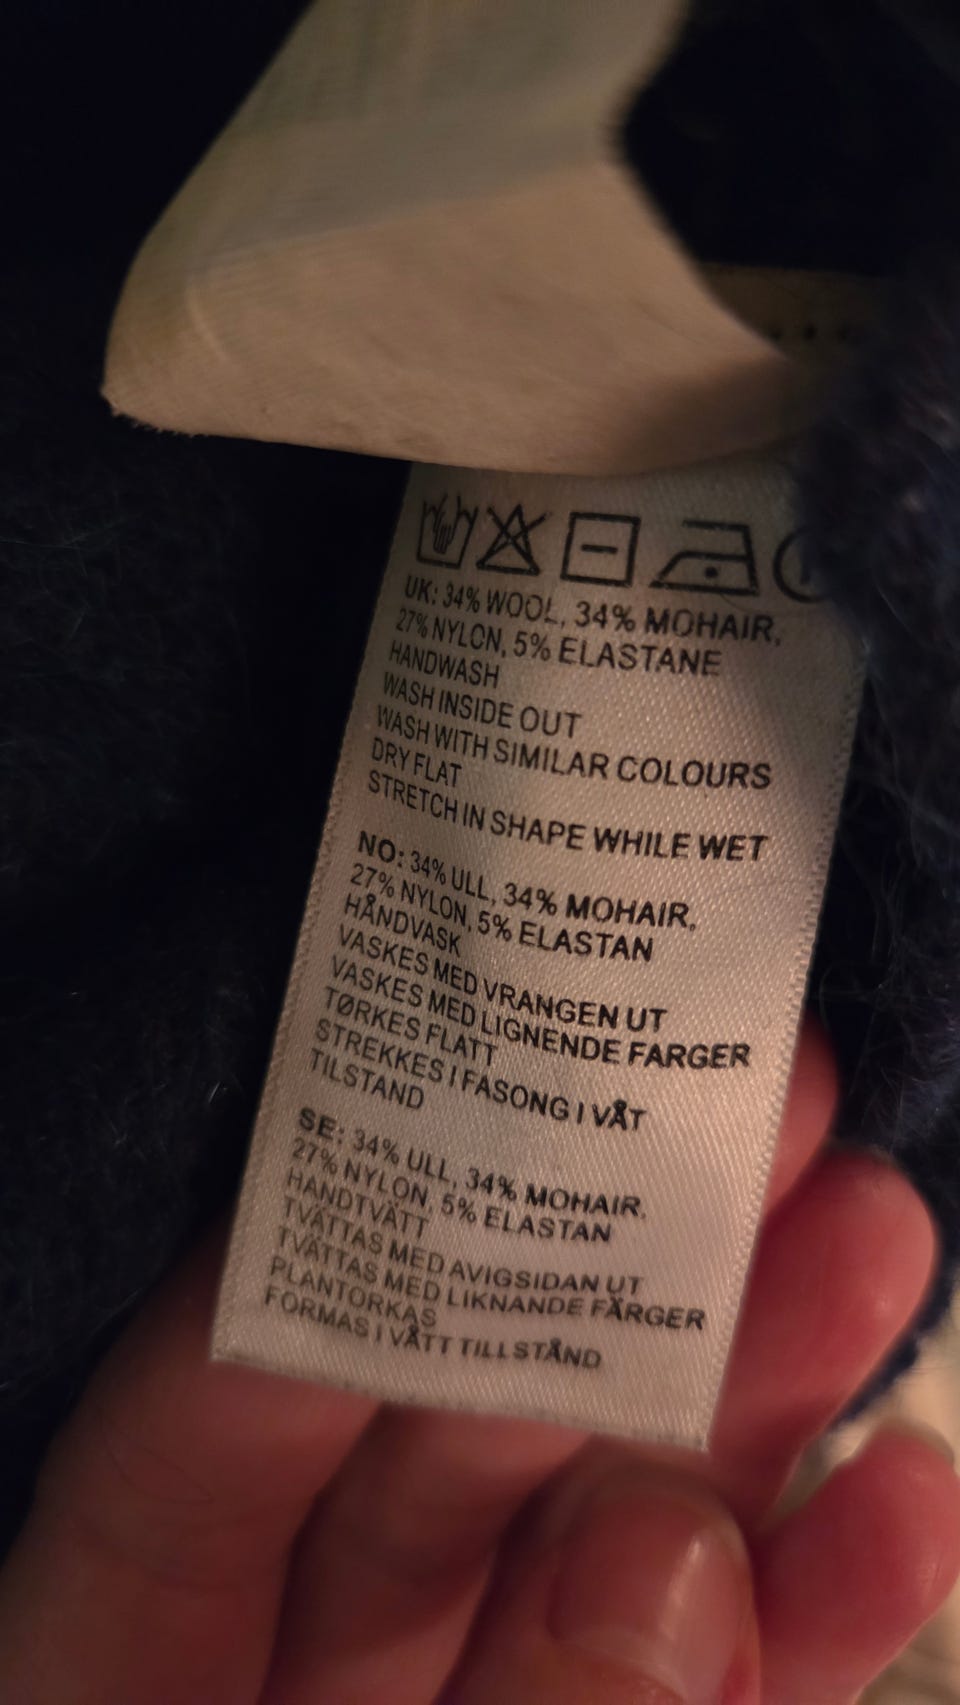 UK: 34% WOOL, 34% MOHAIR,
27% NYLON, 5% ELASTANE
HANDWASH
WASH INSIDE OUT
WASH WITH SIMILAR COLOURS
DRY FLAT
STRETCH IN SHAPE WHILE WET
NO: 34% ULL, 34% MOHAIR,
27% NYLON, 5% ELASTAN
HÅNDVASK
VASKES MED VRANGEN UT
VASKES MED LIGNENDE FARGER
TØRKES FLATT
STREKKES I FASONG I VÅT
TILSTAND
SE: 34% ULL, 34% MOHAIR,
27% NYLON, 5% ELASTAN
HANDTVÄTT
TVÄTTAS MED AVIGSIDAN UT
TVÄTTAS MED LIKNANDE FÄRGER
PLANTORKAS
FORMAS I VÅTT TILLSTÅND